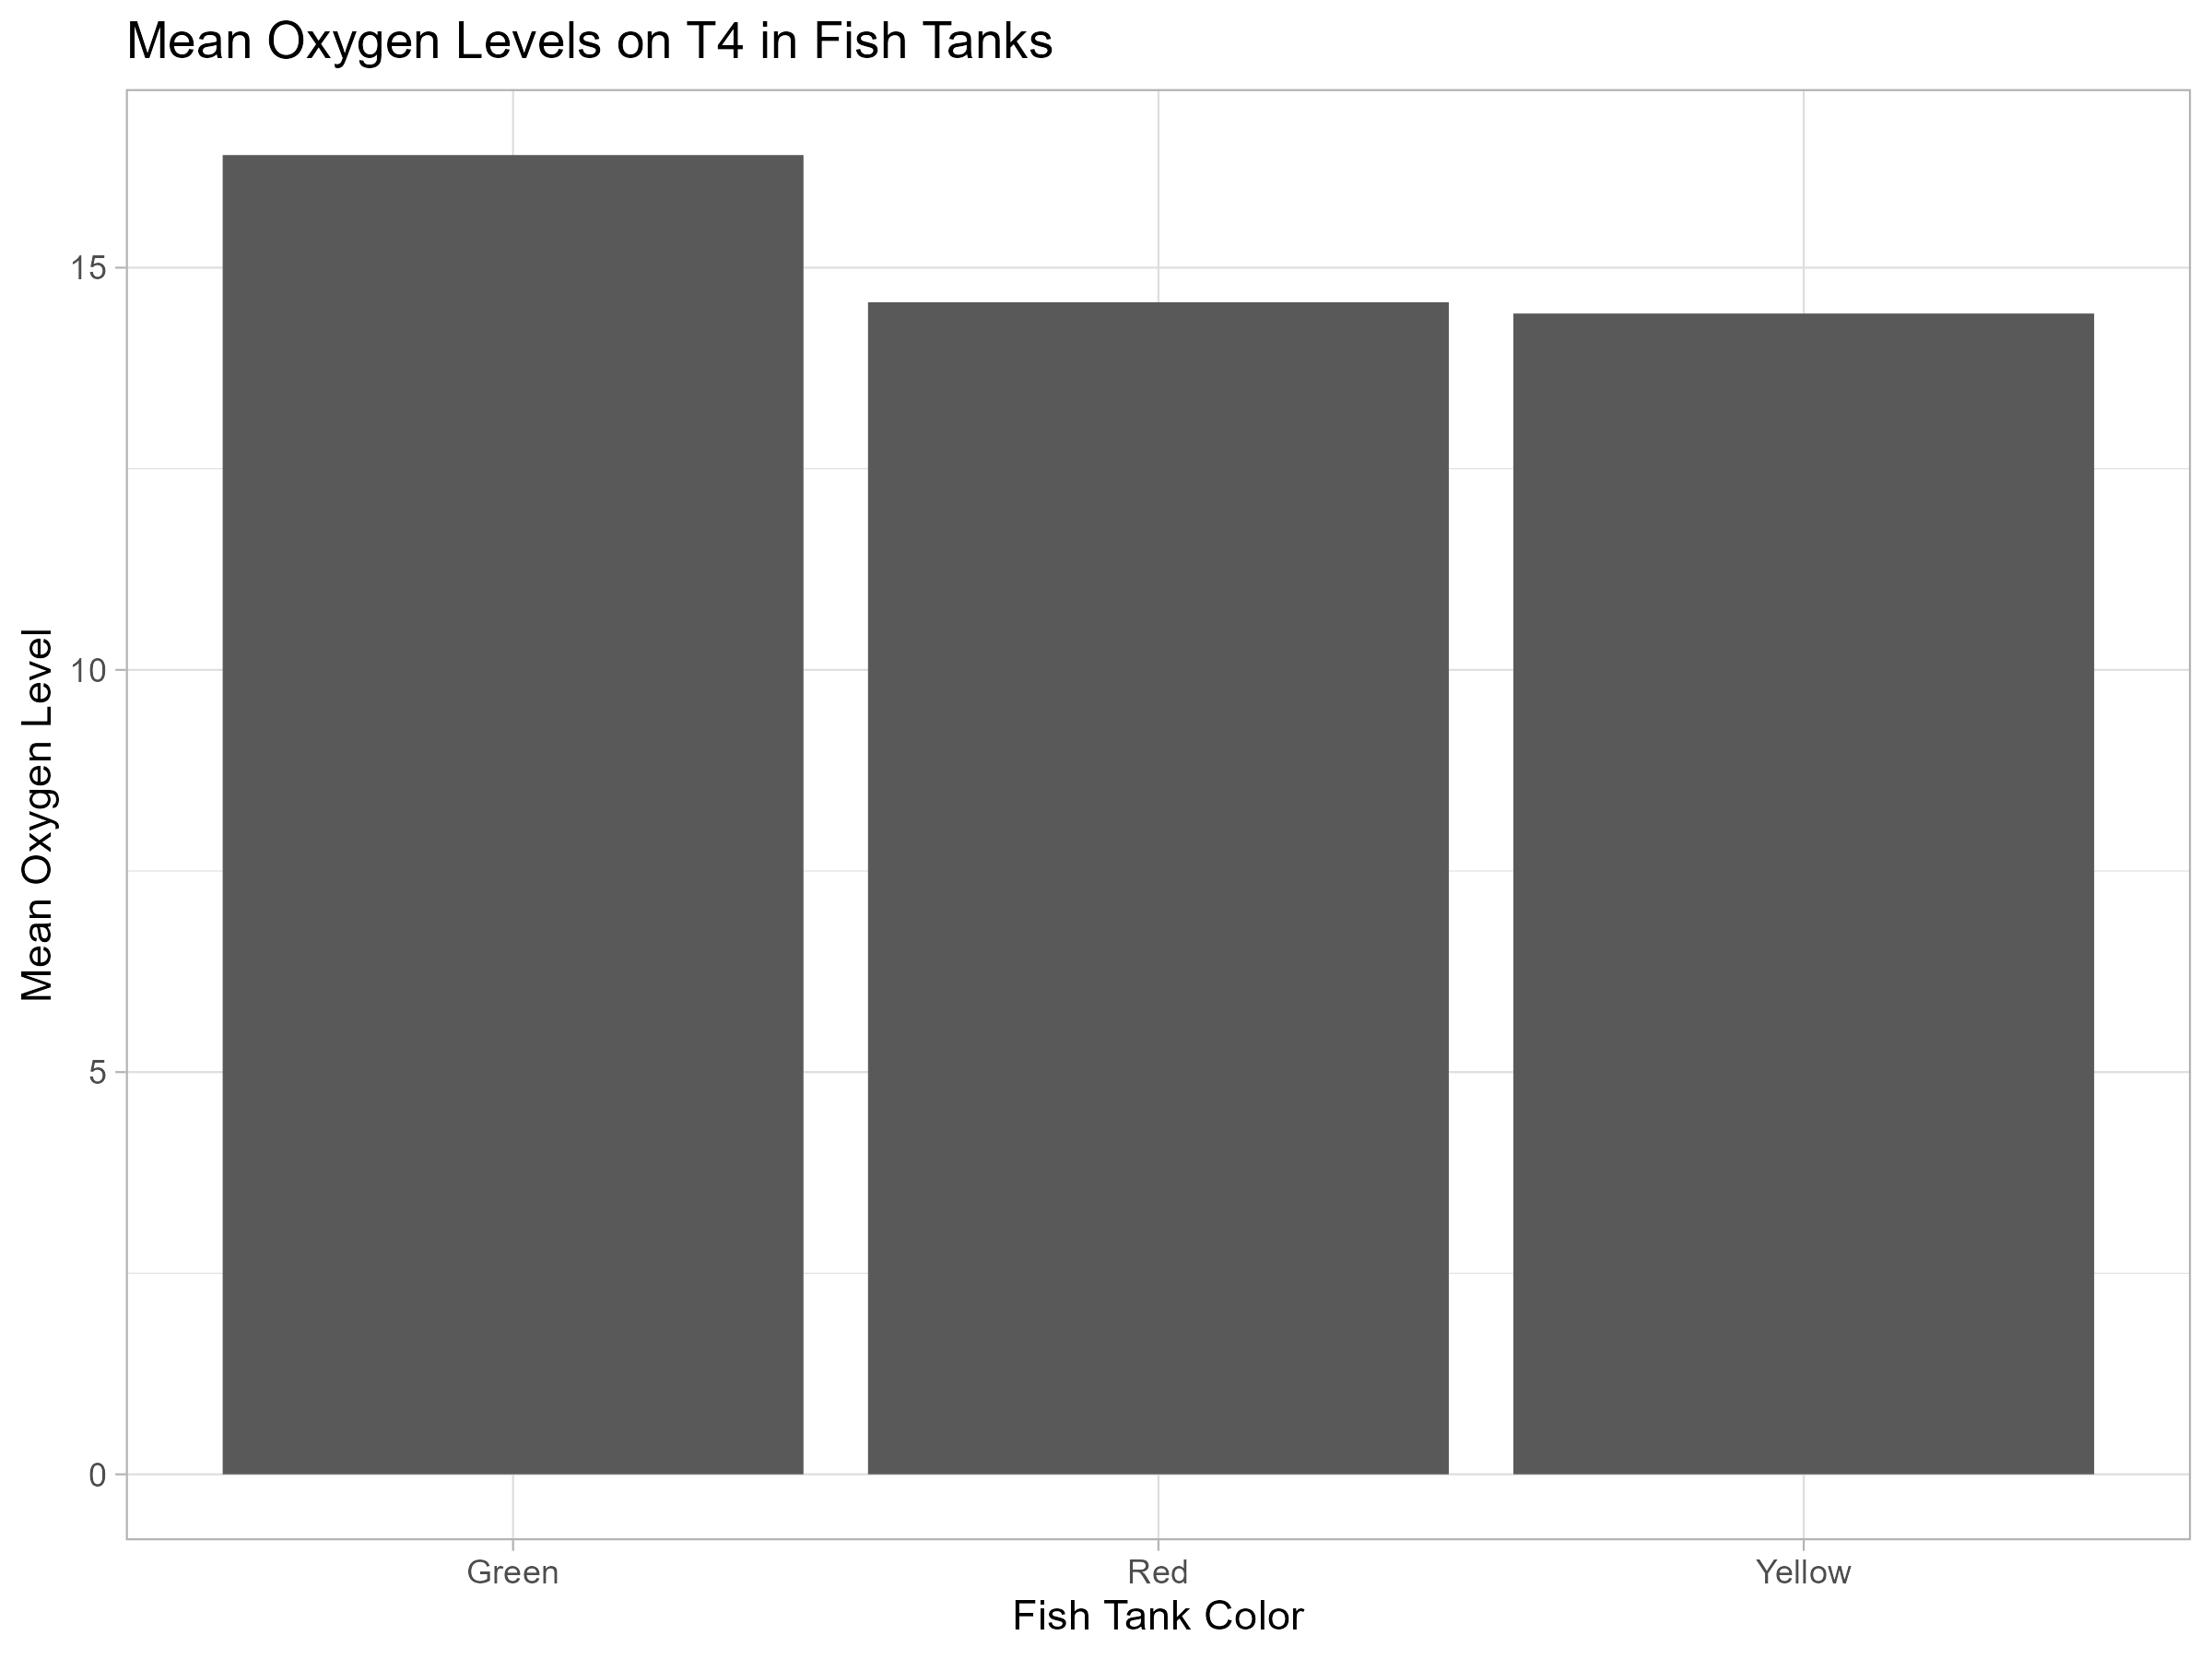 Mean Oxygen Levels on T4 in Fish Tanks
Mean Oxygen Level
15
10
5
0
Green Red Yellow
Fish Tank Color